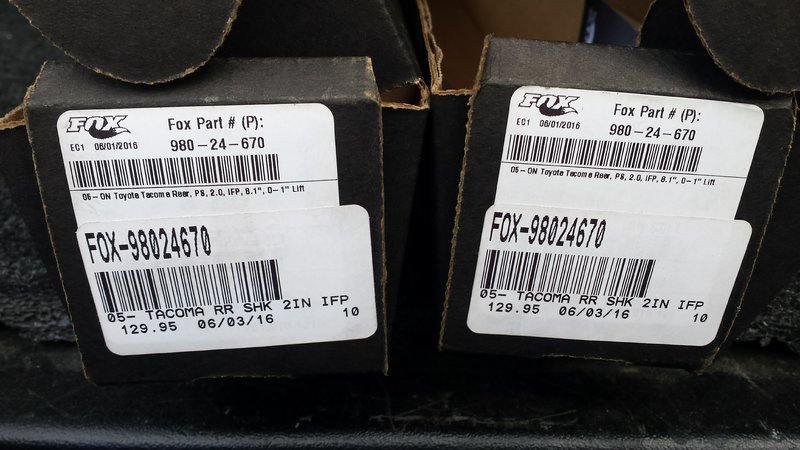 FOX
Fox Part # (P):
EC1 06/01/2016
980-24-670
05- ON Toyota Tacoma Rear, PS, 2.0, IFP, 8.1", 0-1" Lift
FOX-98024670
05- TACOMA RR SHK 2IN IFP
129.95 06/03/16 10
FOX
Fox Part # (P):
EC1 06/01/2016
980-24-670
05- ON Toyota Tacoma Rear, PS, 2.0, IFP, 8.1", 0-1" Lift
FOX-98024670
05- TACOMA RR SHK 2IN IFP
129.95 06/03/16 10